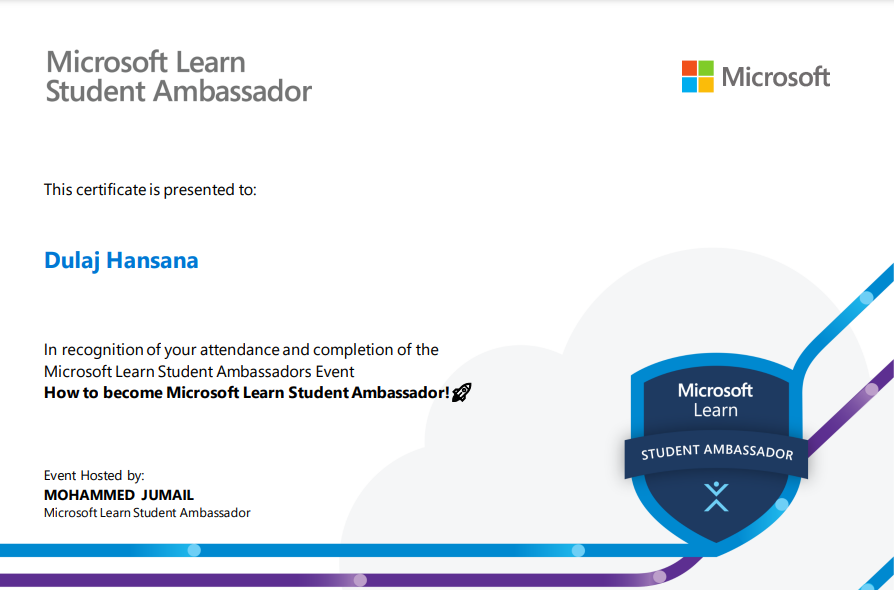 Microsoft Learn
Student Ambassador
Microsoft
This certificate is presented to:
Dulaj Hansana
In recognition of your attendance and completion of the
Microsoft Learn Student Ambassadors Event
How to become Microsoft Learn Student Ambassador!🚀
Event Hosted by:
MOHAMMED JUMAIL
Microsoft Learn Student Ambassador
Microsoft
Learn
STUDENT AMBASSADOR